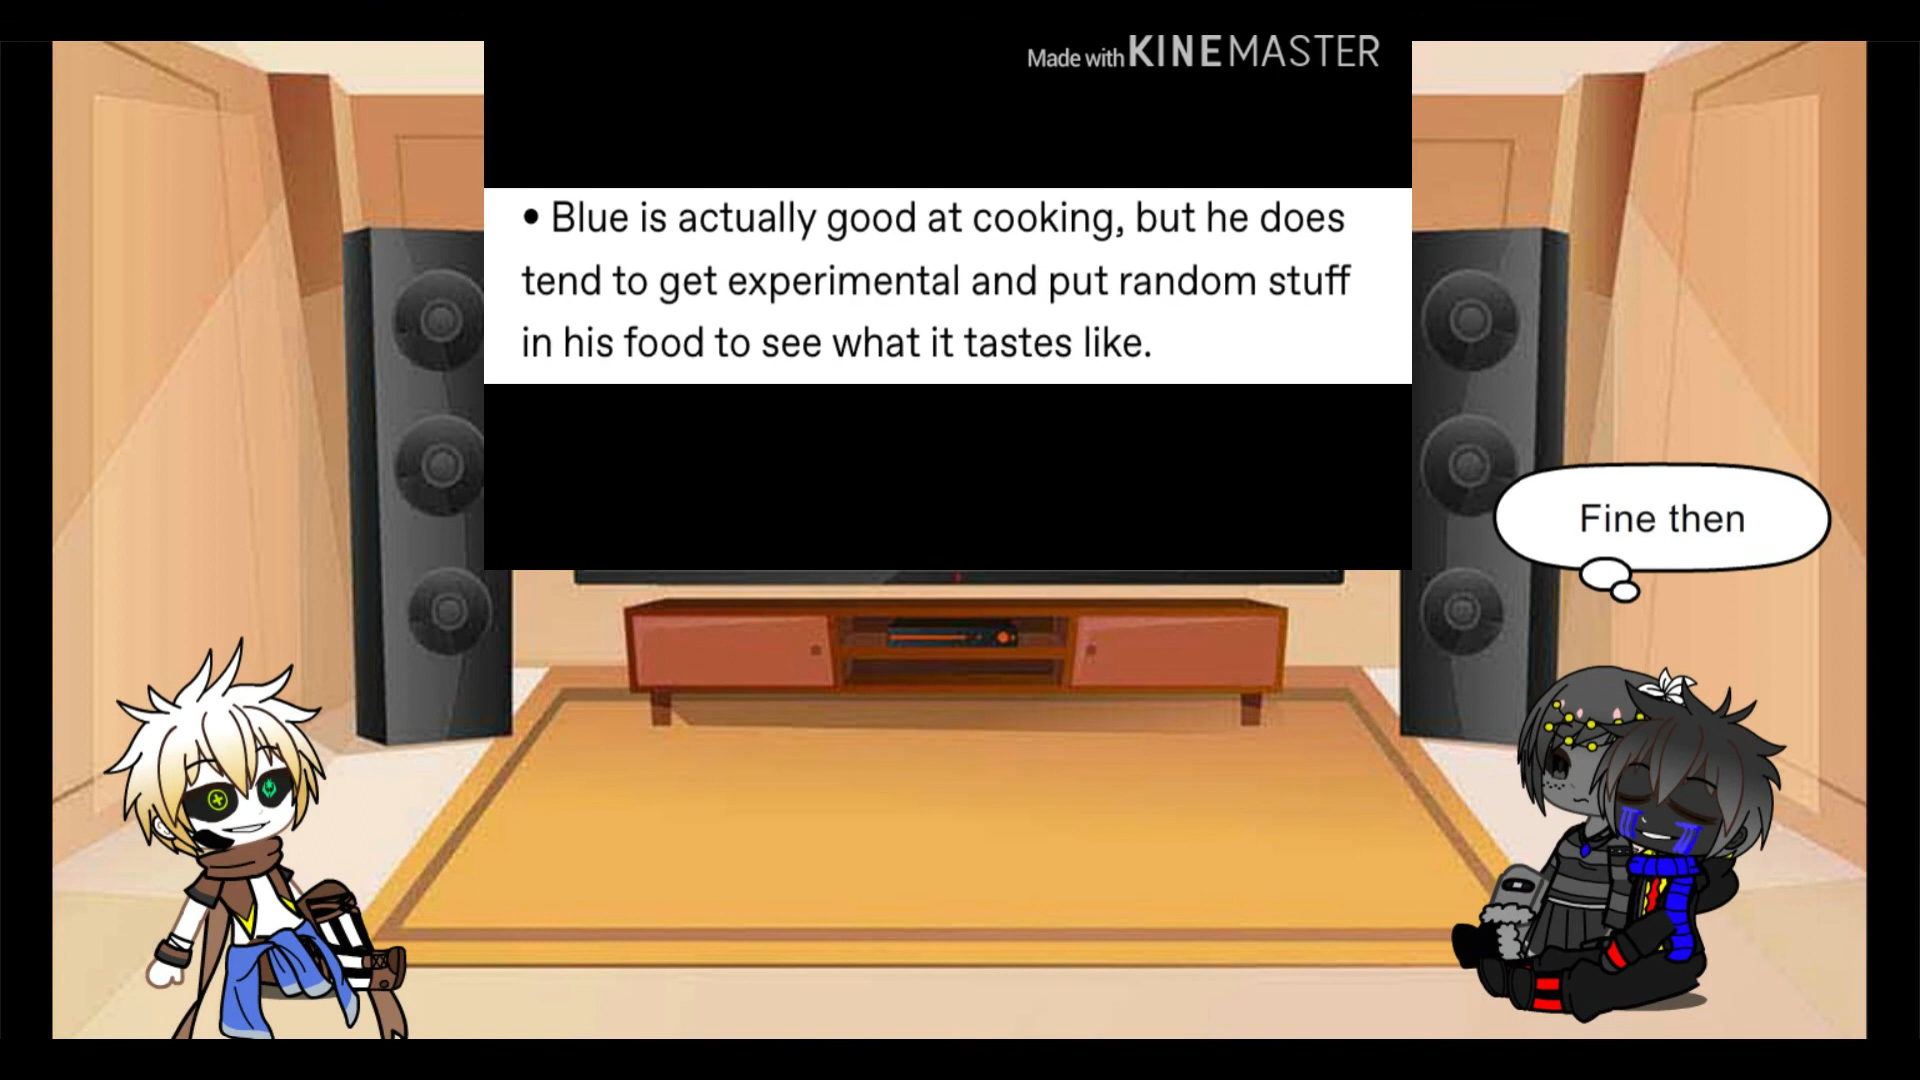 Made with KINEMASTER
• Blue is actually good at cooking, but he does
tend to get experimental and put random stuff
in his food to see what it tastes like.
Fine then